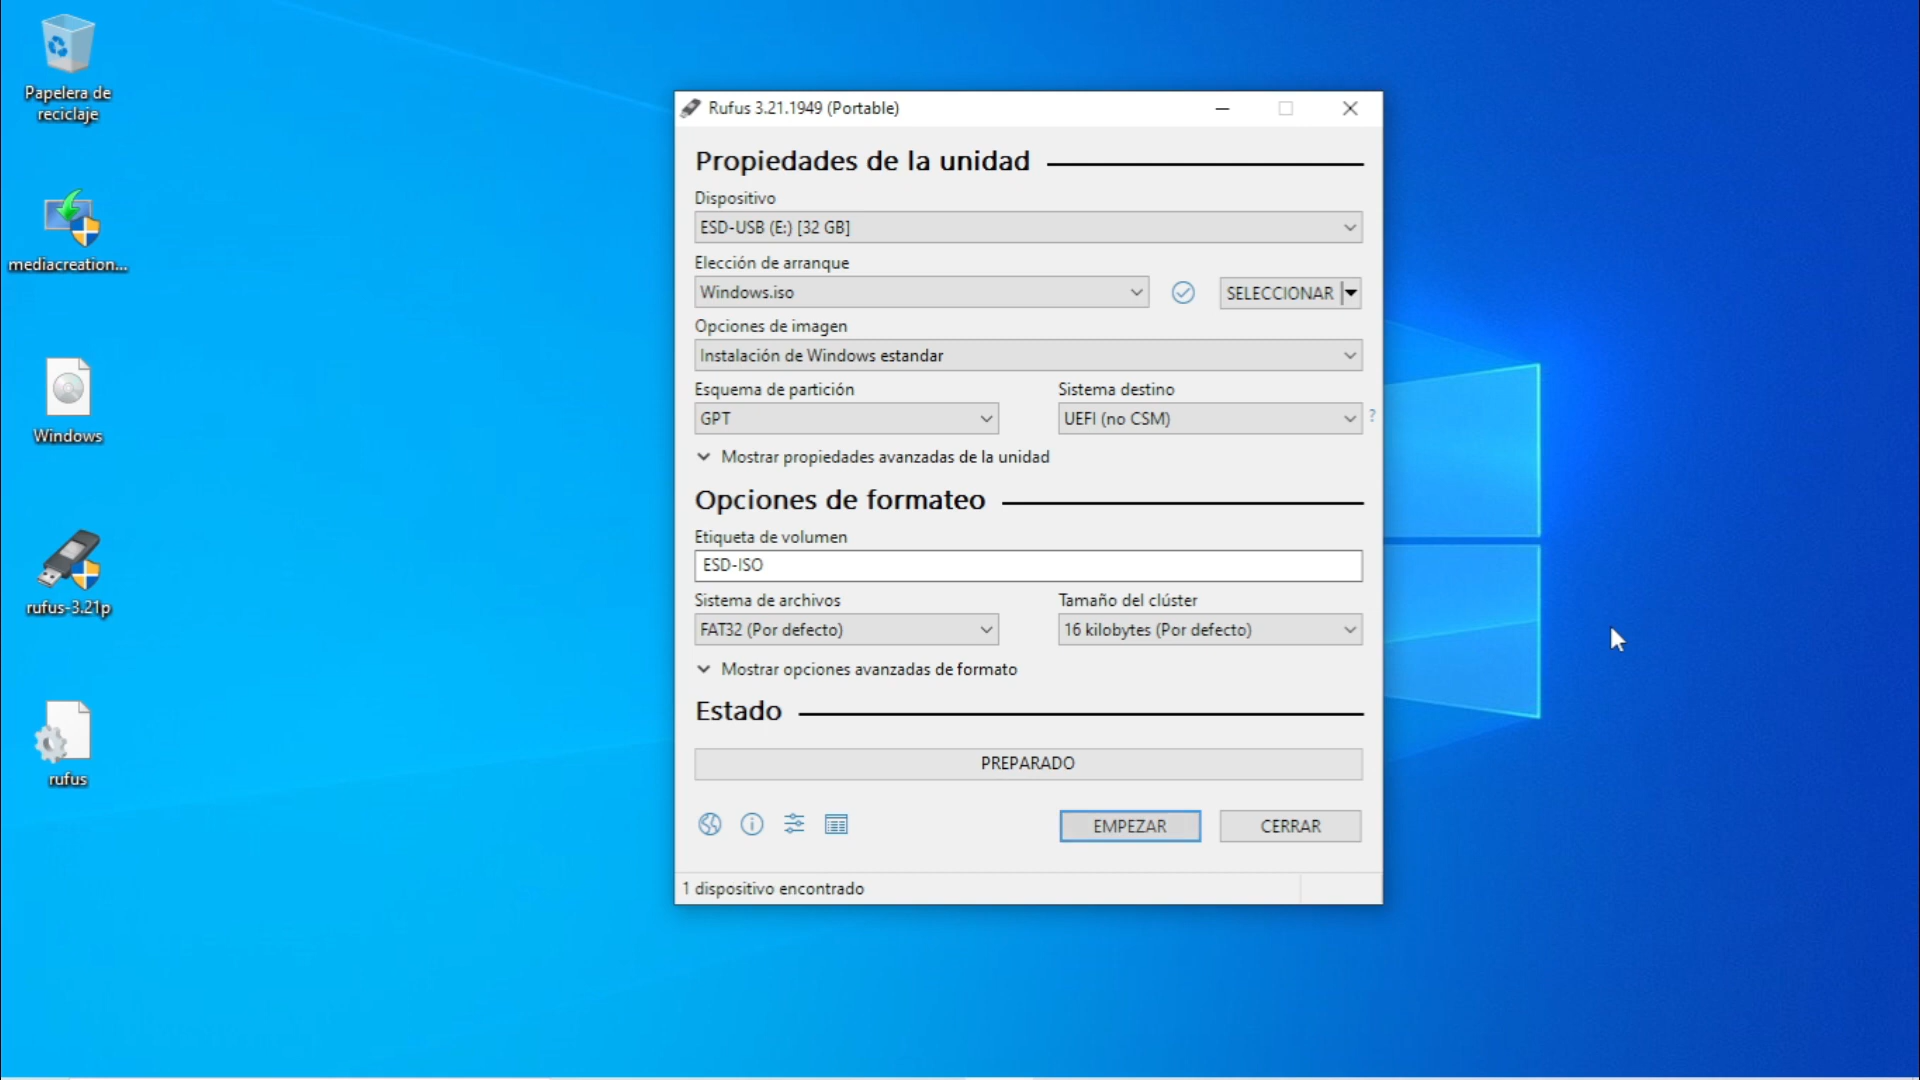 Papelera de
reciclaje
mediacreation...
Windows
rufus-3.21p
rufus
Rufus 3.21.1949 (Portable)
Propiedades de la unidad
Dispositivo
ESD-USB (E:) [32 GB]
Elección de arranque
Windows.iso
SELECCIONAR
Opciones de imagen
Instalación de Windows estandar
Esquema de partición
Sistema destino
GPT
UEFI (no CSM)
?
Mostrar propiedades avanzadas de la unidad
Opciones de formateo
Etiqueta de volumen
ESD-ISO
Sistema de archivos
Tamaño del clúster
FAT32 (Por defecto)
16 kilobytes (Por defecto)
Mostrar opciones avanzadas de formato
Estado
PREPARADO
EMPEZAR
CERRAR
1 dispositivo encontrado